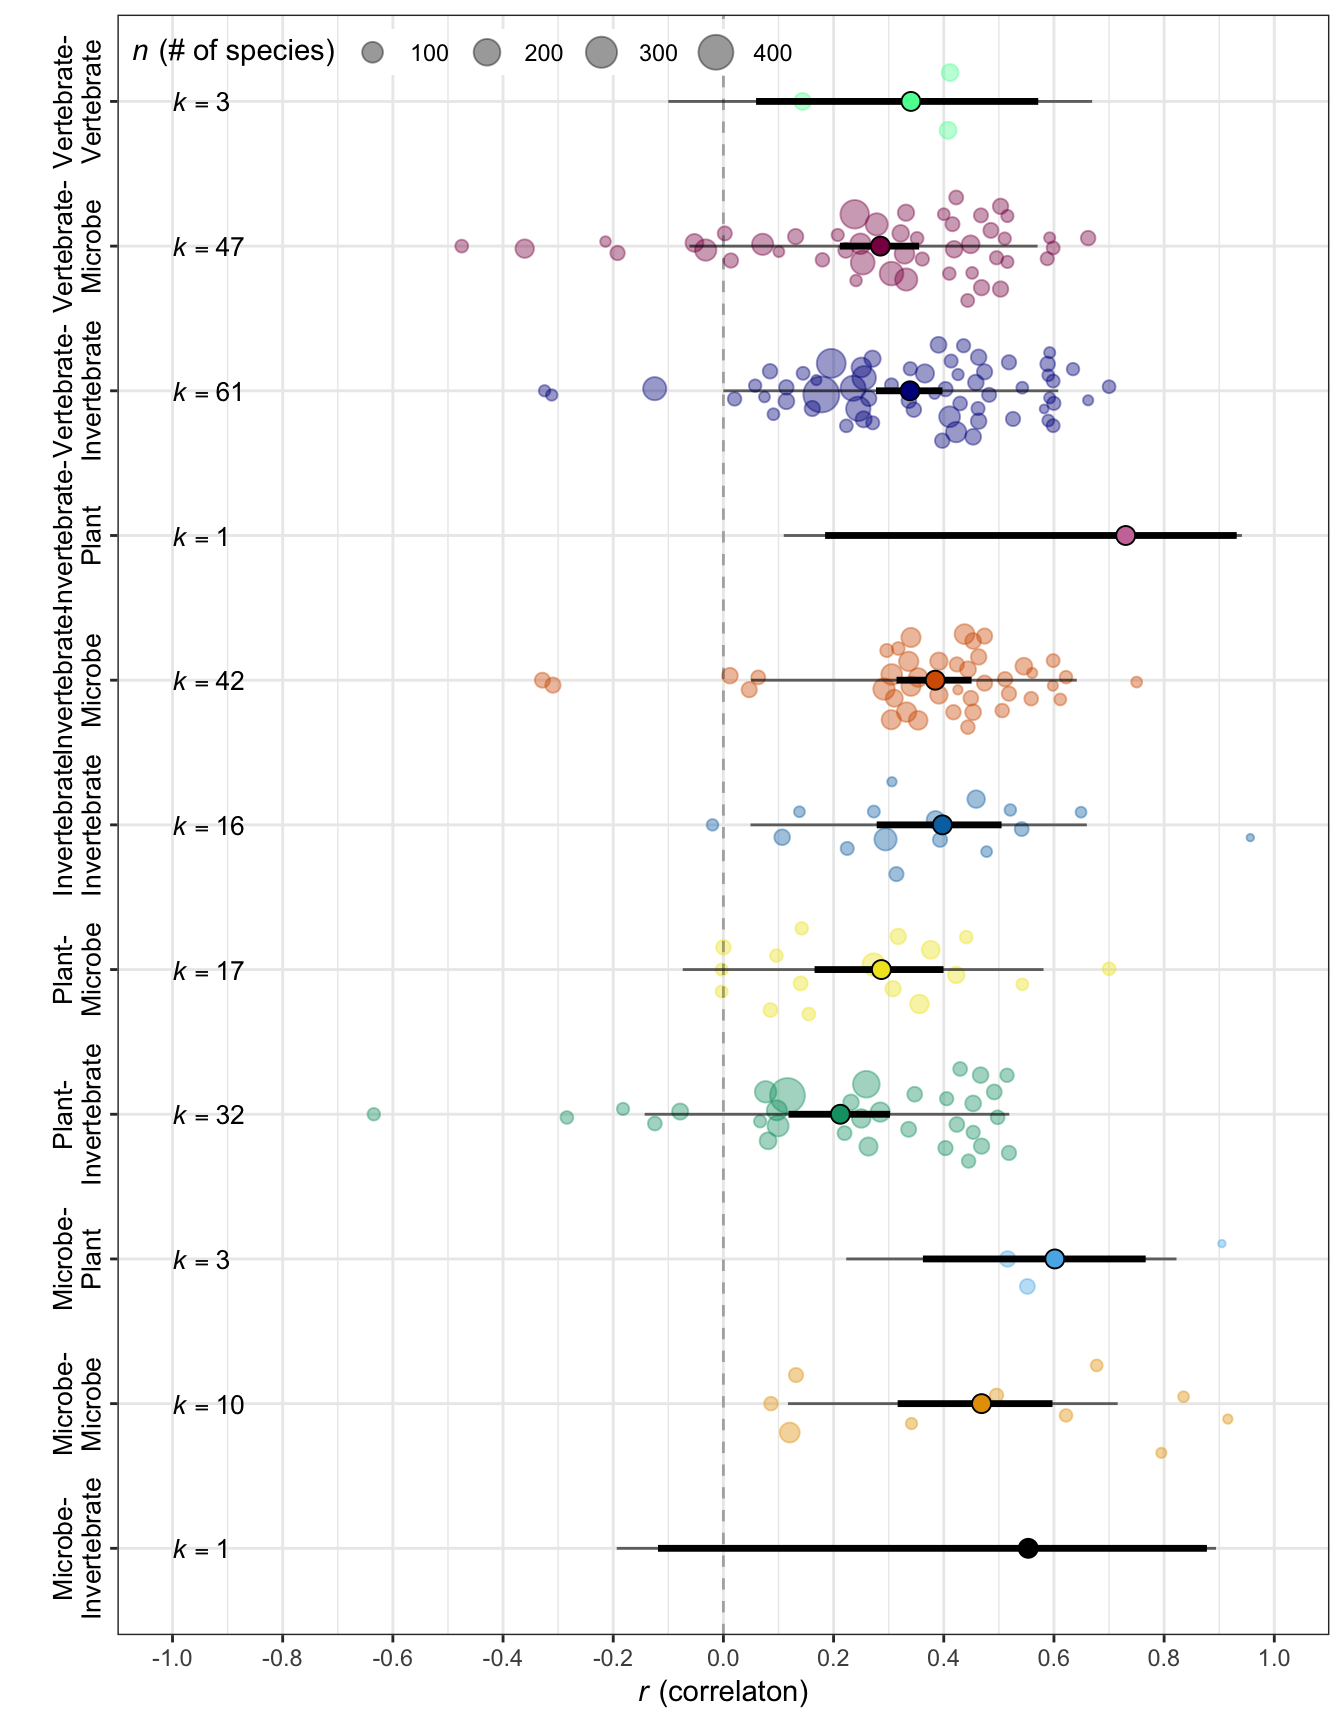 n (# of species) 100 200 300 400
Vertebrate-
Vertebrate
k = 3
Vertebrate-
Microbe
k = 47
Vertebrate-
Invertebrate
k = 61
Invertebrate-
Plant
k = 1
Invertebrate-
Microbe
k = 42
Invertebrate-
Invertebrate
k = 16
Plant-
Microbe
k = 17
Plant-
Invertebrate
k = 32
Microbe-
Plant
k = 3
Microbe-
Microbe
k = 10
Microbe-
Invertebrate
k = 1
-1.0 -0.8 -0.6 -0.4 -0.2 0.0 0.2 0.4 0.6 0.8 1.0
r (correlaton)